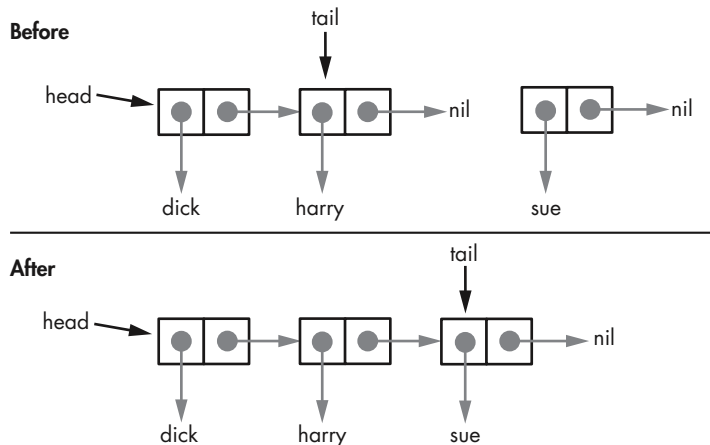 Before
tail
head
nil
nil
dick
harry
sue
After
tail
head
nil
dick
harry
sue